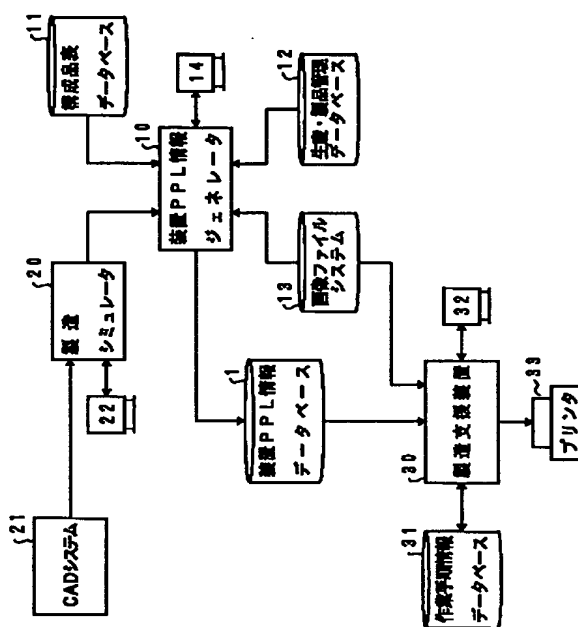 21
CADシステム
20
製造
シミュレータ
22
11
構成品表
データベース
10
装置PPL情報
ジェネレータ
14
12
生産・製品管理
データベース
13
画像ファイル
システム
1
装置PPL情報
データベース
30
製造支援装置
32
31
作業手順情報
データベース
33
プリンタ